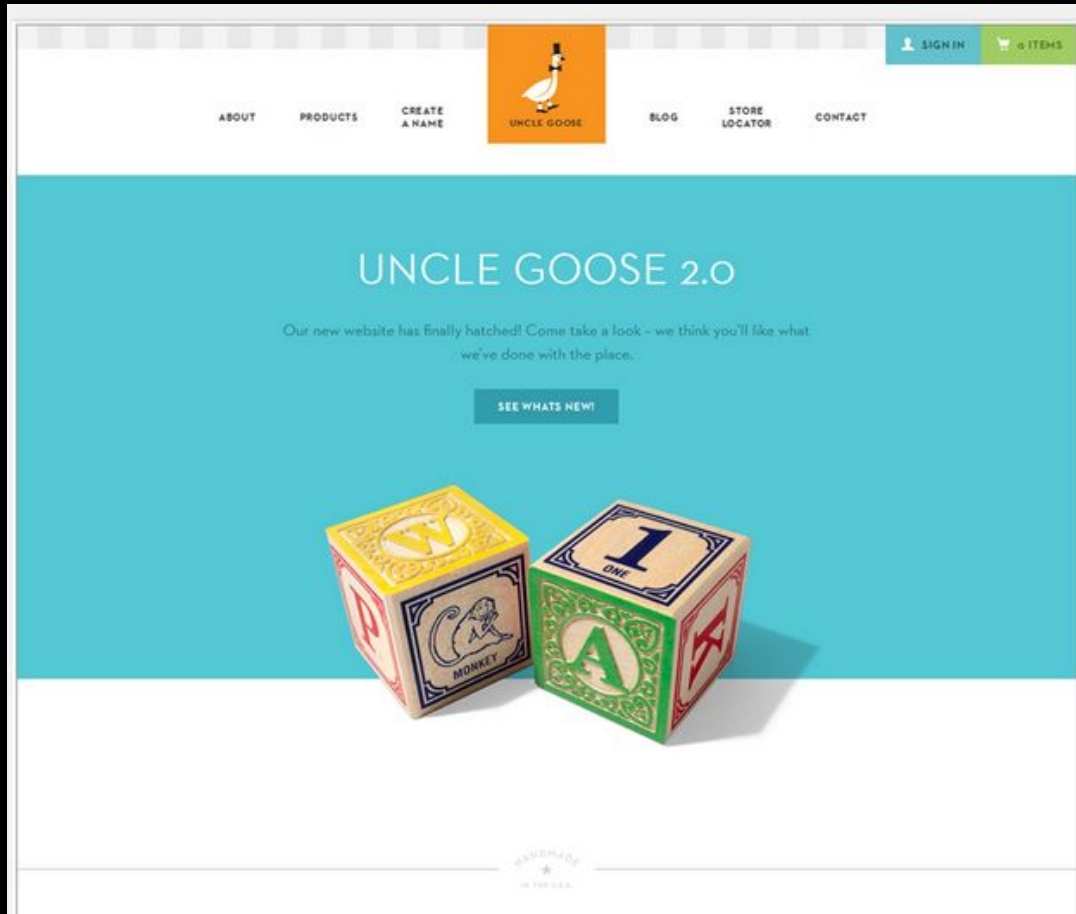 SIGN IN
0 ITEMS
ABOUT
PRODUCTS
CREATE
A NAME
UNCLE GOOSE
BLOG
STORE
LOCATOR
CONTACT
UNCLE GOOSE 2.0
Our new website has finally hatched! Come take a look – we think you'll like what
we've done with the place.
SEE WHATS NEW!
W
P
MONKEY
1
ONE
A
K
HANDMADE
IN THE U.S.A.